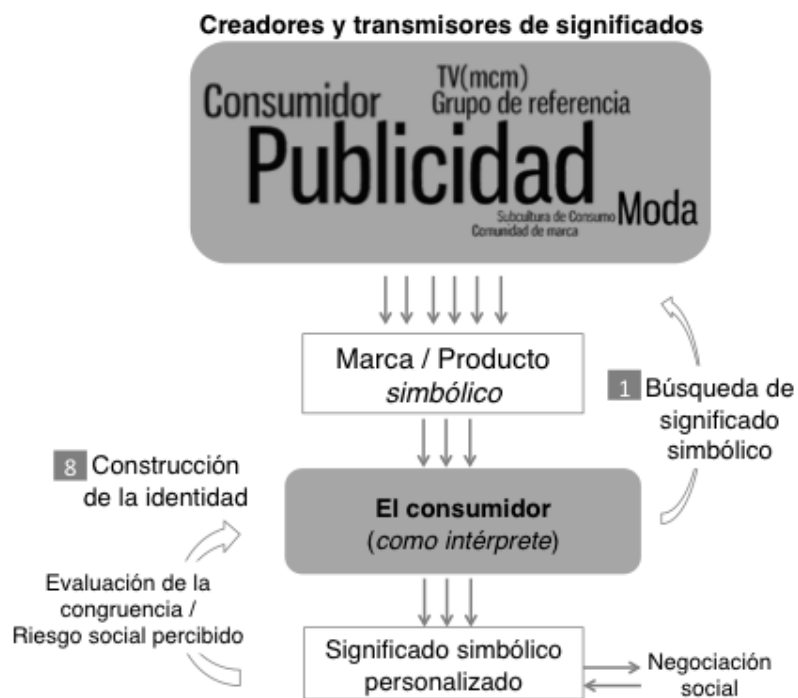 Creadores y transmisores de significados
TV(mcm)
Consumidor
Grupo de referencia
Publicidad
Subcultura de Consumo
Moda
Comunidad de marca
Marca / Producto
simbólico
1 Búsqueda de
significado
simbólico
8 Construcción
de la identidad
El consumidor
(como intérprete)
Evaluación de la
congruencia /
Riesgo social percibido
Significado simbólico
personalizado
Negociación
social